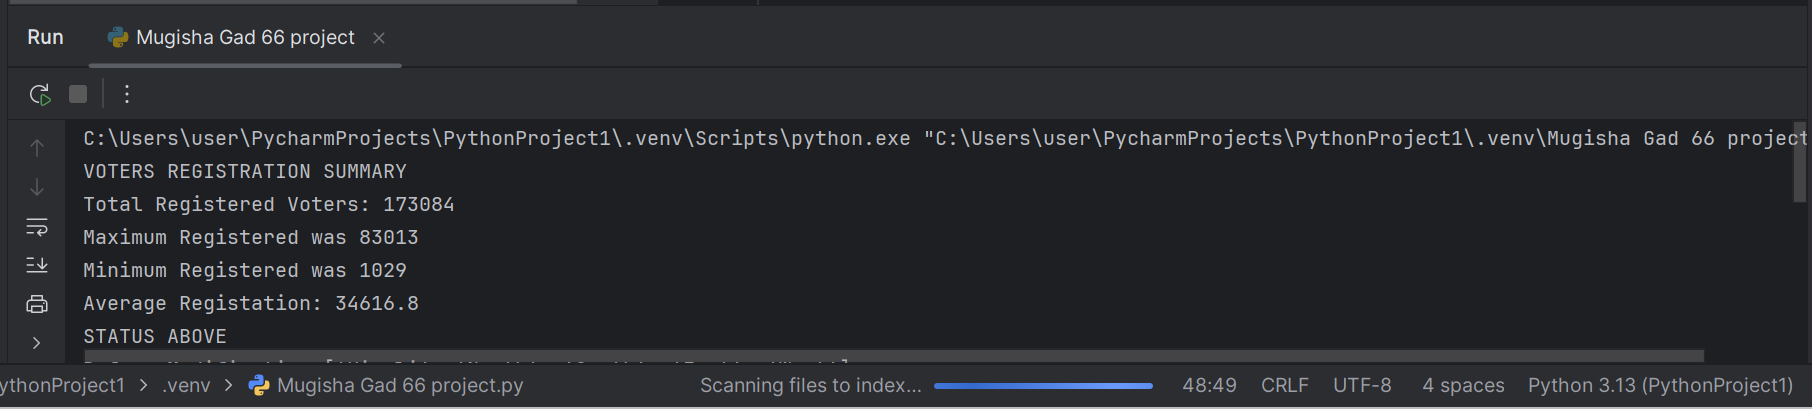 Run Mugisha Gad 66 project
C:\Users\user\PycharmProjects\PythonProject1\.venv\Scripts\python.exe "C:\Users\user\PycharmProjects\PythonProject1\.venv\Mugisha Gad 66 project
VOTERS REGISTRATION SUMMARY
Total Registered Voters: 173084
Maximum Registered was 83013
Minimum Registered was 1029
Average Registation: 34616.8
STATUS ABOVE
ythonProject1 > .venv > Mugisha Gad 66 project.py Scanning files to index... 48:49 CRLF UTF-8 4 spaces Python 3.13 (PythonProject1)